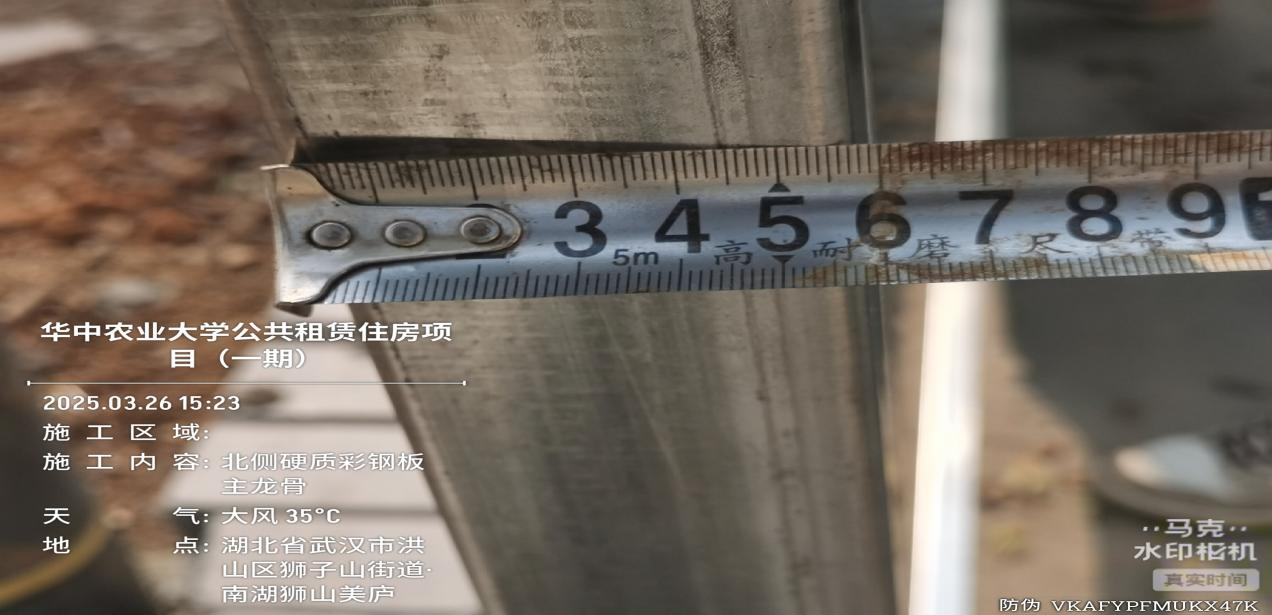 3 4 5 6 7 8 9
5m 高 耐 磨 尺 带
华中农业大学公共租赁住房项
目（一期）
2025.03.26 15:23
施工区域:
施工内容: 北侧硬质彩钢板
主龙骨
天气: 大风 35°C
地点: 湖北省武汉市洪
山区狮子山街道·
南湖狮山美庐
马克
水印相机
真实时间
防伪 VKAFYPFMUKX47K